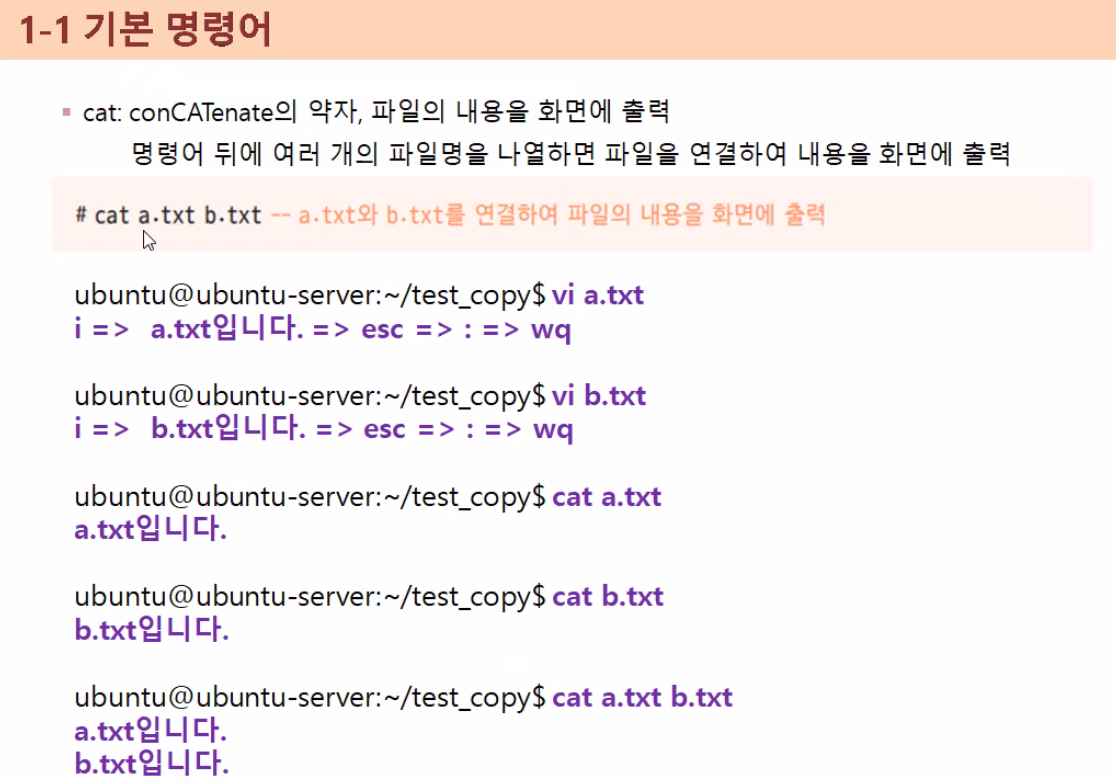 1-1 기본 명령어
▪ cat: conCATenate의 약자, 파일의 내용을 화면에 출력
명령어 뒤에 여러 개의 파일명을 나열하면 파일을 연결하여 내용을 화면에 출력
# cat a.txt b.txt -- a.txt와 b.txt를 연결하여 파일의 내용을 화면에 출력
ubuntu@ubuntu-server:~/test_copy$ vi a.txt
i => a.txt입니다. => esc => : => wq
ubuntu@ubuntu-server:~/test_copy$ vi b.txt
i => b.txt입니다. => esc => : => wq
ubuntu@ubuntu-server:~/test_copy$ cat a.txt
a.txt입니다.
ubuntu@ubuntu-server:~/test_copy$ cat b.txt
b.txt입니다.
ubuntu@ubuntu-server:~/test_copy$ cat a.txt b.txt
a.txt입니다.
b.txt입니다.